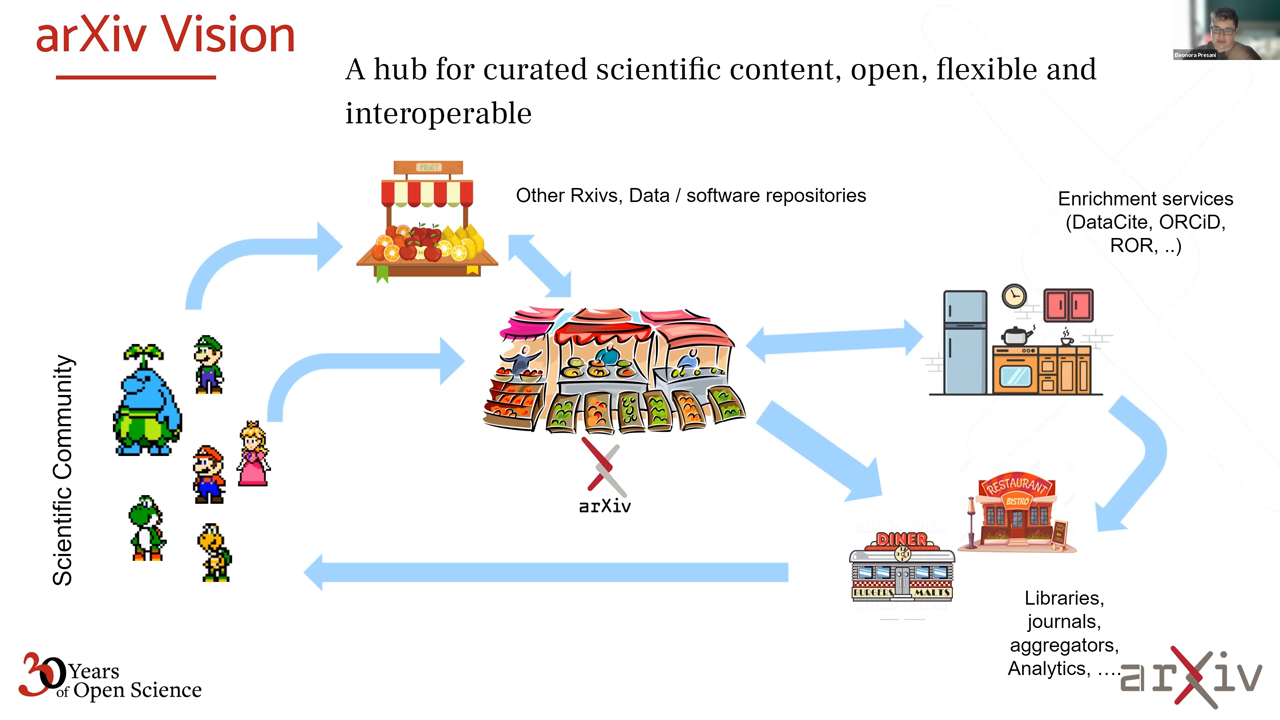 arXiv Vision
A hub for curated scientific content, open, flexible and
interoperable
Eleonora Presani
FRUIT
Other Rxivs, Data / software repositories
Enrichment services
(DataCite, ORCiD,
ROR, ..)
Scientific Community
arXiv
RESTAURANT
BISTRO
DINER
BURGERS MALTS
Libraries,
journals,
aggregators,
Analytics, ….
30 Years
of Open Science
arXiv